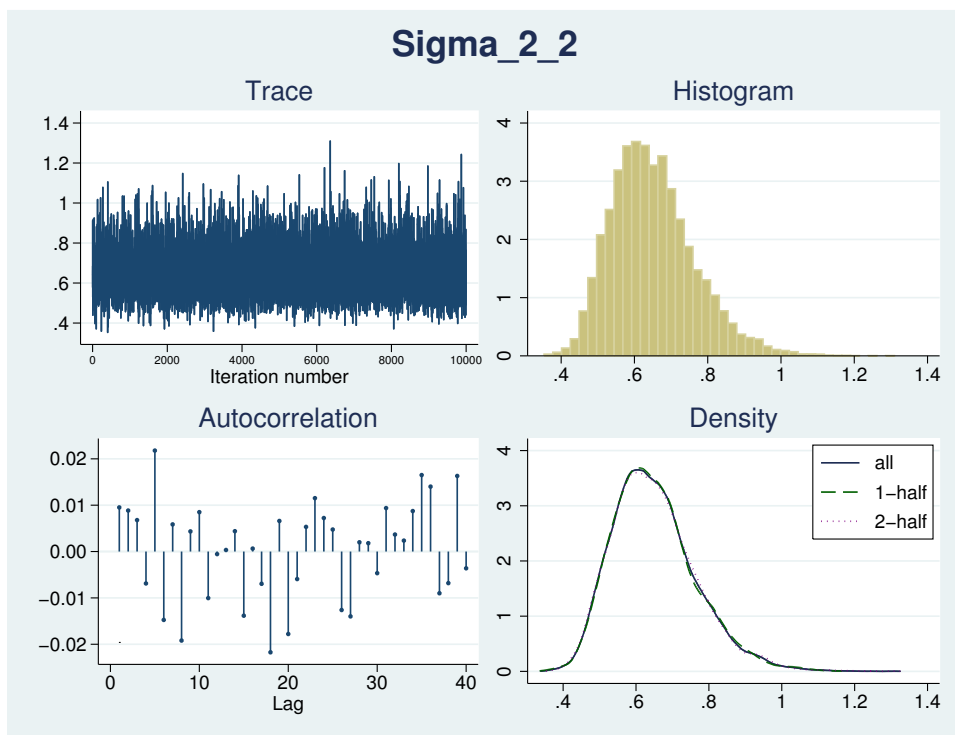 Sigma_2_2
Trace
1.4
1.2
1
.8
.6
.4
0 2000 4000 6000 8000 10000
Iteration number
Histogram
4
3
2
1
0
.4 .6 .8 1 1.2 1.4
Autocorrelation
0.02
0.01
0.00
−0.01
−0.02
0 10 20 30 40
Lag
Density
all
1−half
2−half
4
3
2
1
0
.4 .6 .8 1 1.2 1.4